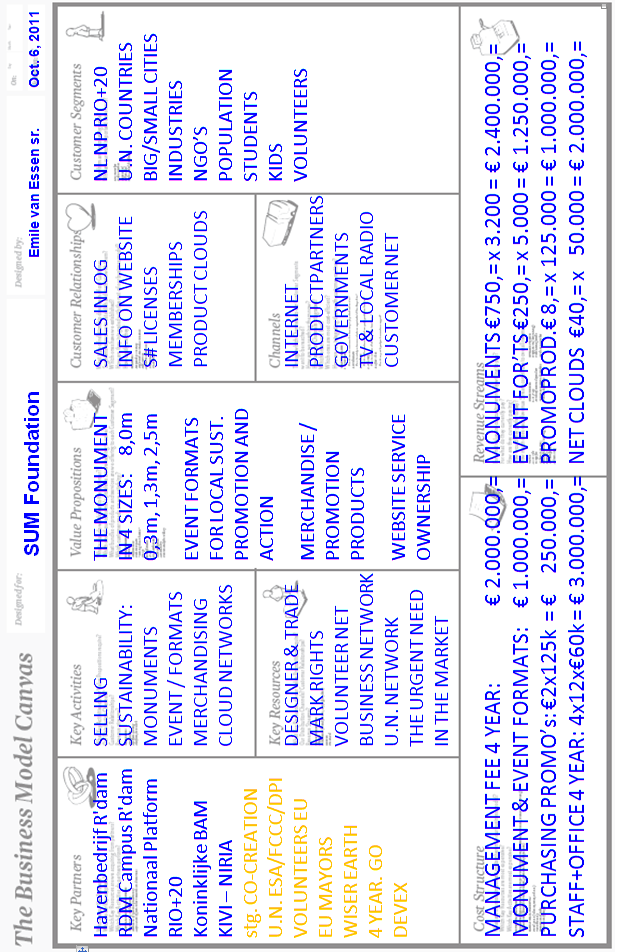 The Business Model Canvas
Designed for:
SUM Foundation
Designed by:
Emile van Essen sr.
On:
Oct. 6, 2011
Key Partners
Havenbedrijf R'dam
RDM Campus R'dam
Nationaal Platform
RIO+20
Koninklijke BAM
KIVI – NIRIA
stg. CO-CREATION
U.N. ESA/FCCC/DPI
VOLUNTEERS EU
EU MAYORS
WISER EARTH
4 YEAR. GO
DEVEX
Key Activities
SELLING
SUSTAINABILITY:
MONUMENTS
EVENT / FORMATS
MERCHANDISING
CLOUD NETWORKS
Key Resources
DESIGNER & TRADE
MARK RIGHTS
VOLUNTEER NET
BUSINESS NETWORK
U.N. NETWORK
THE URGENT NEED
IN THE MARKET
Value Propositions
THE MONUMENT
IN 4 SIZES: 8,0m
0,3m, 1,3m, 2,5m
EVENT FORMATS
FOR LOCAL SUST.
PROMOTION AND
ACTION
MERCHANDISE /
PROMOTION
PRODUCTS
WEBSITE SERVICE
OWNERSHIP
Customer Relationships
SALES INLOG
INFO ON WEBSITE
S#LICENSES
MEMBERSHIPS
PRODUCT CLOUDS
Channels
INTERNET
PRODUCTPARTNERS
GOVERNMENTS
TV & LOCAL RADIO
CUSTOMER NET
Customer Segments
NL-NP RIO+20
COUNTRIES
BIG/SMALL CITIES
INDUSTRIES
NGO'S
POPULATION
STUDENTS
KIDS
VOLUNTEERS
Cost Structure
MANAGEMENT FEE 4 YEAR: € 2.000.000,=
MONUMENT & EVENT FORMATS: € 1.000.000,=
PURCHASING PROMO's: €2x125k = € 250.000,=
STAFF+OFFICE 4 YEAR: 4x12x€60k = € 3.000.000,=
Revenue Streams
MONUMENTS €750,= x 3.200 = € 2.400.000,=
EVENT FOR'TS €250,= x 5.000 = € 1.250.000,=
PROMOPROD. € 8,= x 125.000 = € 1.000.000,=
NET CLOUDS €40,= x 50.000 = € 2.000.000,=